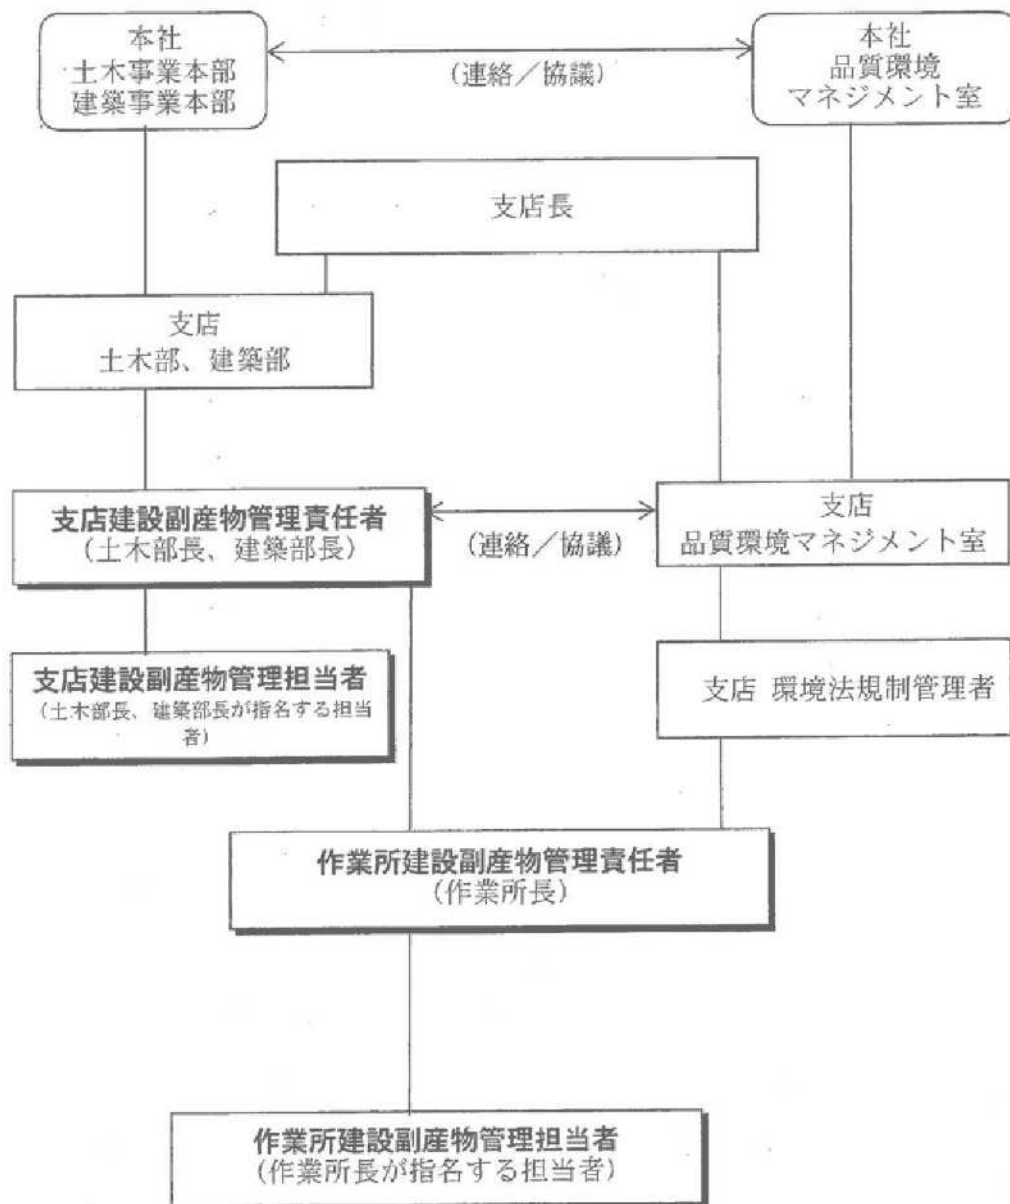 本社
土木事業本部
建築事業本部
(連絡／協議)
本社
品質環境
マネジメント室
支店長
支店
土木部、建築部
支店建設副産物管理責任者
(土木部長、建築部長)
(連絡／協議)
支店
品質環境マネジメント室
支店建設副産物管理担当者
(土木部長、建築部長が指名する担当
者)
支店 環境法規制管理者
作業所建設副産物管理責任者
(作業所長)
作業所建設副産物管理担当者
(作業所長が指名する担当者)